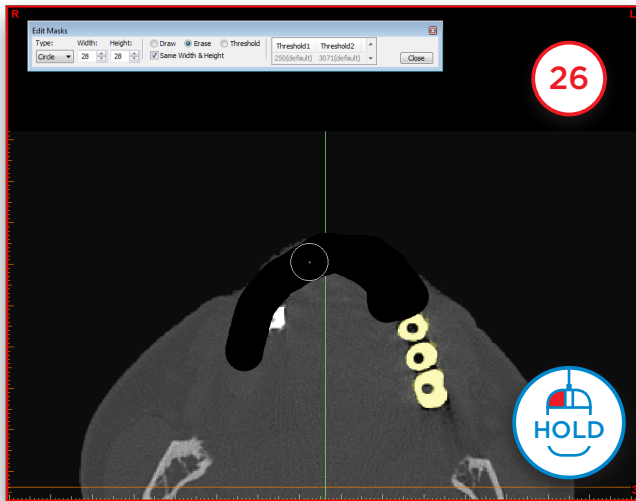 R
L
Edit Masks
Type:
Width:
Height:
Draw
Erase
Threshold
Circle
28
28
Same Width & Height
Threshold1
Threshold2
250(default)
3071(default)
Close
26
HOLD